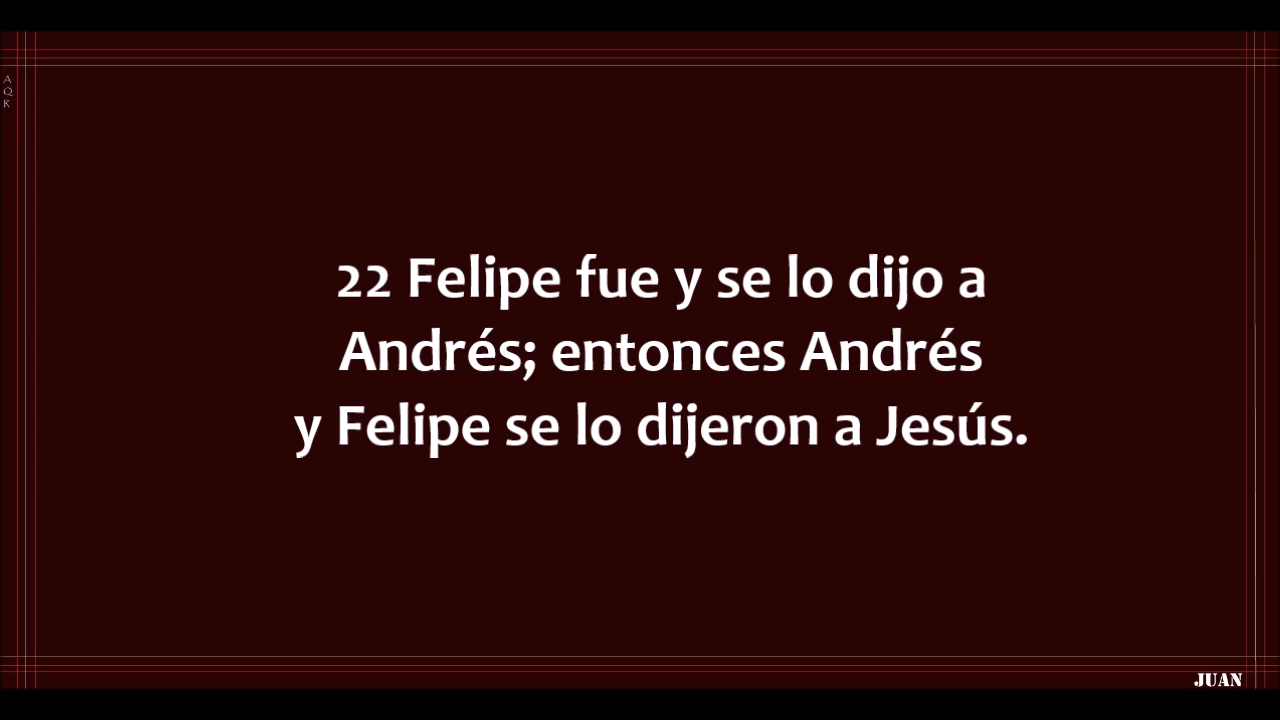 A
Q
R
22 Felipe fue y se lo dijo a
Andrés; entonces Andrés
y Felipe se lo dijeron a Jesús.
JUAN